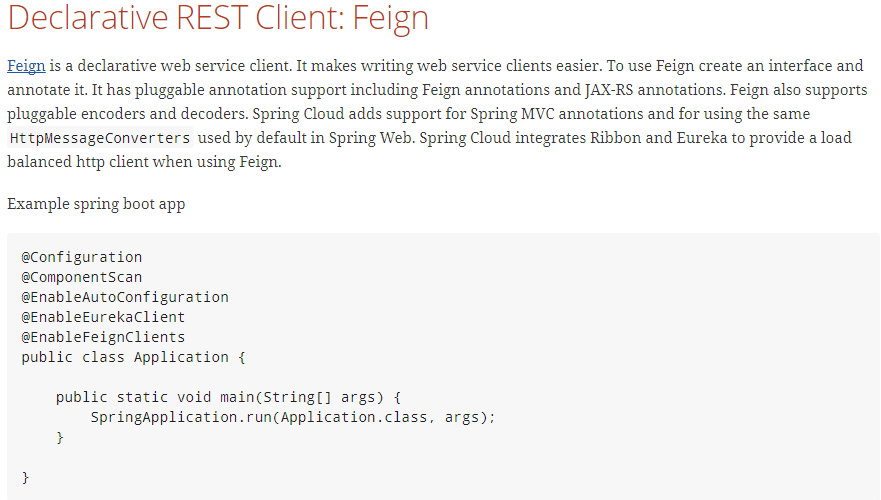 Declarative REST Client: Feign
Feign is a declarative web service client. It makes writing web service clients easier. To use Feign create an interface and
annotate it. It has pluggable annotation support including Feign annotations and JAX-RS annotations. Feign also supports
pluggable encoders and decoders. Spring Cloud adds support for Spring MVC annotations and for using the same
HttpMessageConverters used by default in Spring Web. Spring Cloud integrates Ribbon and Eureka to provide a load
balanced http client when using Feign.
Example spring boot app
@Configuration
@ComponentScan
@EnableAutoConfiguration
@EnableEurekaClient
@EnableFeignClients
public class Application {
    public static void main(String[] args) {
        SpringApplication.run(Application.class, args);
    }
}